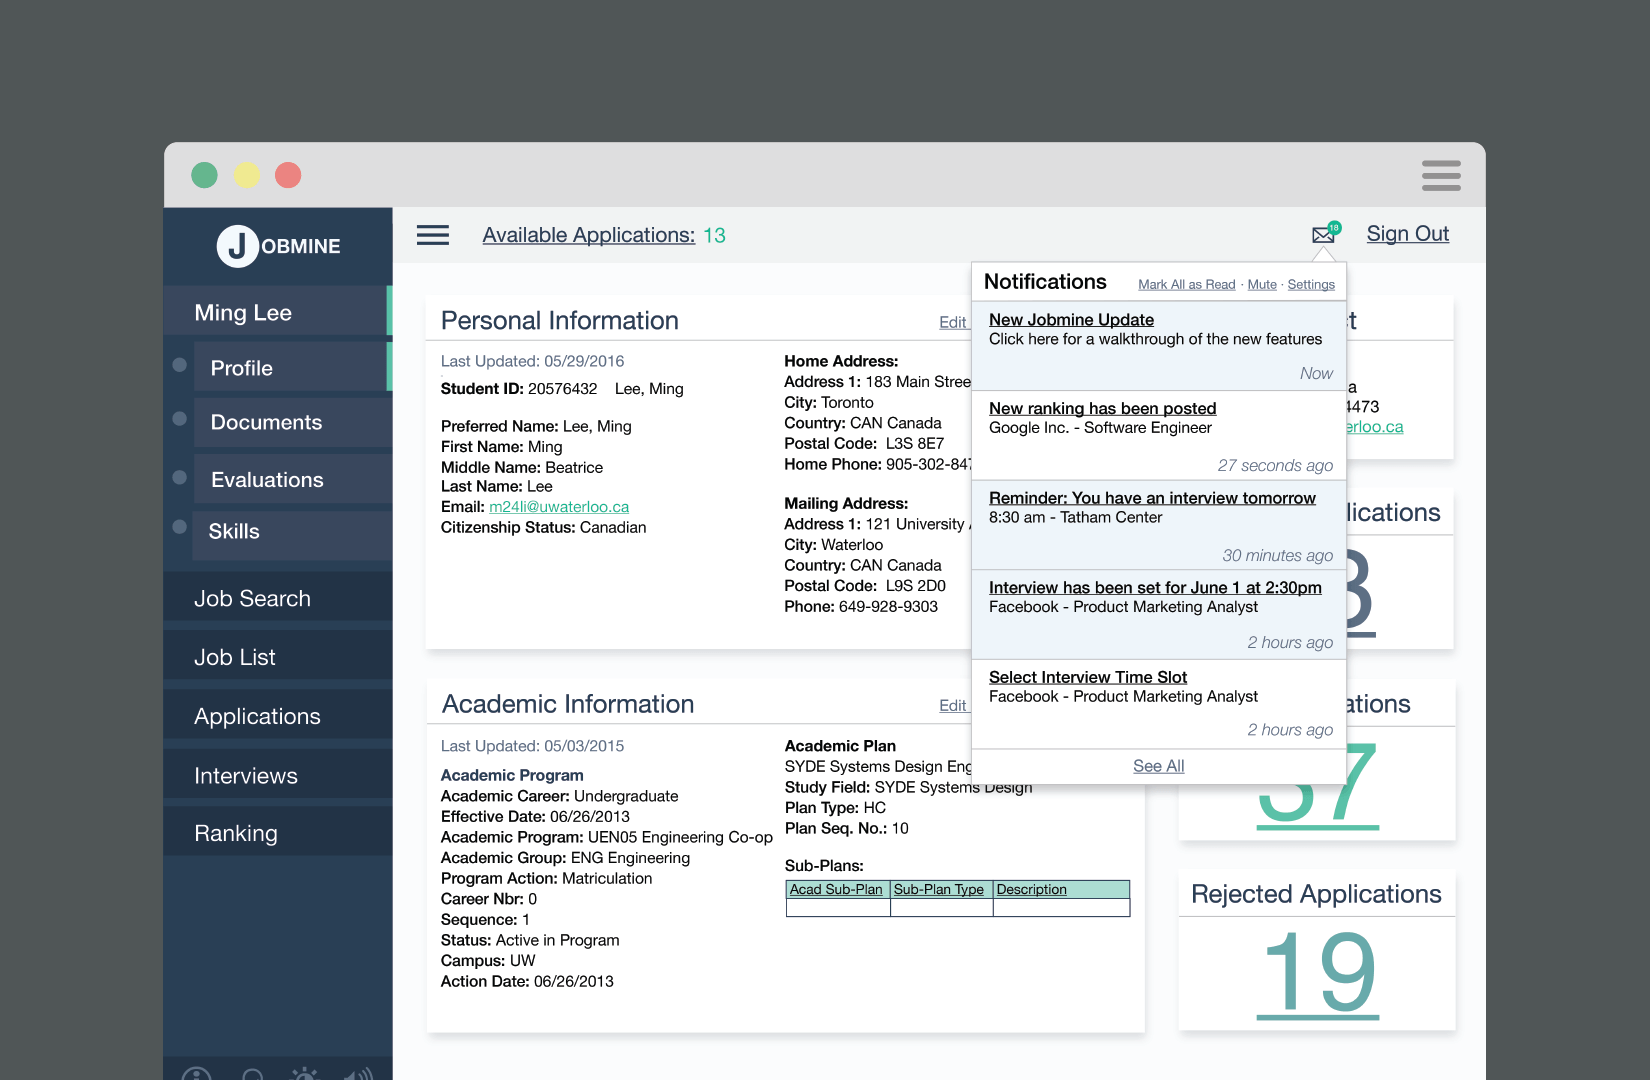 JOBMINE
Available Applications: 13
18
Sign Out
Ming Lee
Profile
Documents
Evaluations
Skills
Job Search
Job List
Applications
Interviews
Ranking
Personal Information
Edit
Last Updated: 05/29/2016
Student ID: 20576432 Lee, Ming
Preferred Name: Lee, Ming
First Name: Ming
Middle Name: Beatrice
Last Name: Lee
Email: m24li@uwaterloo.ca
Citizenship Status: Canadian
Home Address:
Address 1: 183 Main Stree
City: Toronto
Country: CAN Canada
Postal Code: L3S 8E7
Home Phone: 905-302-847
Mailing Address:
Address 1: 121 University
City: Waterloo
Country: CAN Canada
Postal Code: L9S 2D0
Phone: 649-928-9303
Notifications
Mark All as Read · Mute · Settings
New Jobmine Update
Click here for a walkthrough of the new features
Now
New ranking has been posted
Google Inc. - Software Engineer
27 seconds ago
Reminder: You have an interview tomorrow
8:30 am - Tatham Center
30 minutes ago
Interview has been set for June 1 at 2:30pm
Facebook - Product Marketing Analyst
2 hours ago
Select Interview Time Slot
Facebook - Product Marketing Analyst
2 hours ago
See All
t
a
4473
erloo.ca
lications
3
ations
37
Rejected Applications
19
Academic Information
Edit
Last Updated: 05/03/2015
Academic Program
Academic Career: Undergraduate
Effective Date: 06/26/2013
Academic Program: UEN05 Engineering Co-op
Academic Group: ENG Engineering
Program Action: Matriculation
Career Nbr: 0
Sequence: 1
Status: Active in Program
Campus: UW
Action Date: 06/26/2013
Academic Plan
SYDE Systems Design Eng
Study Field: SYDE Systems Design
Plan Type: HC
Plan Seq. No.: 10
Sub-Plans:
Acad Sub-Plan Sub-Plan Type Description